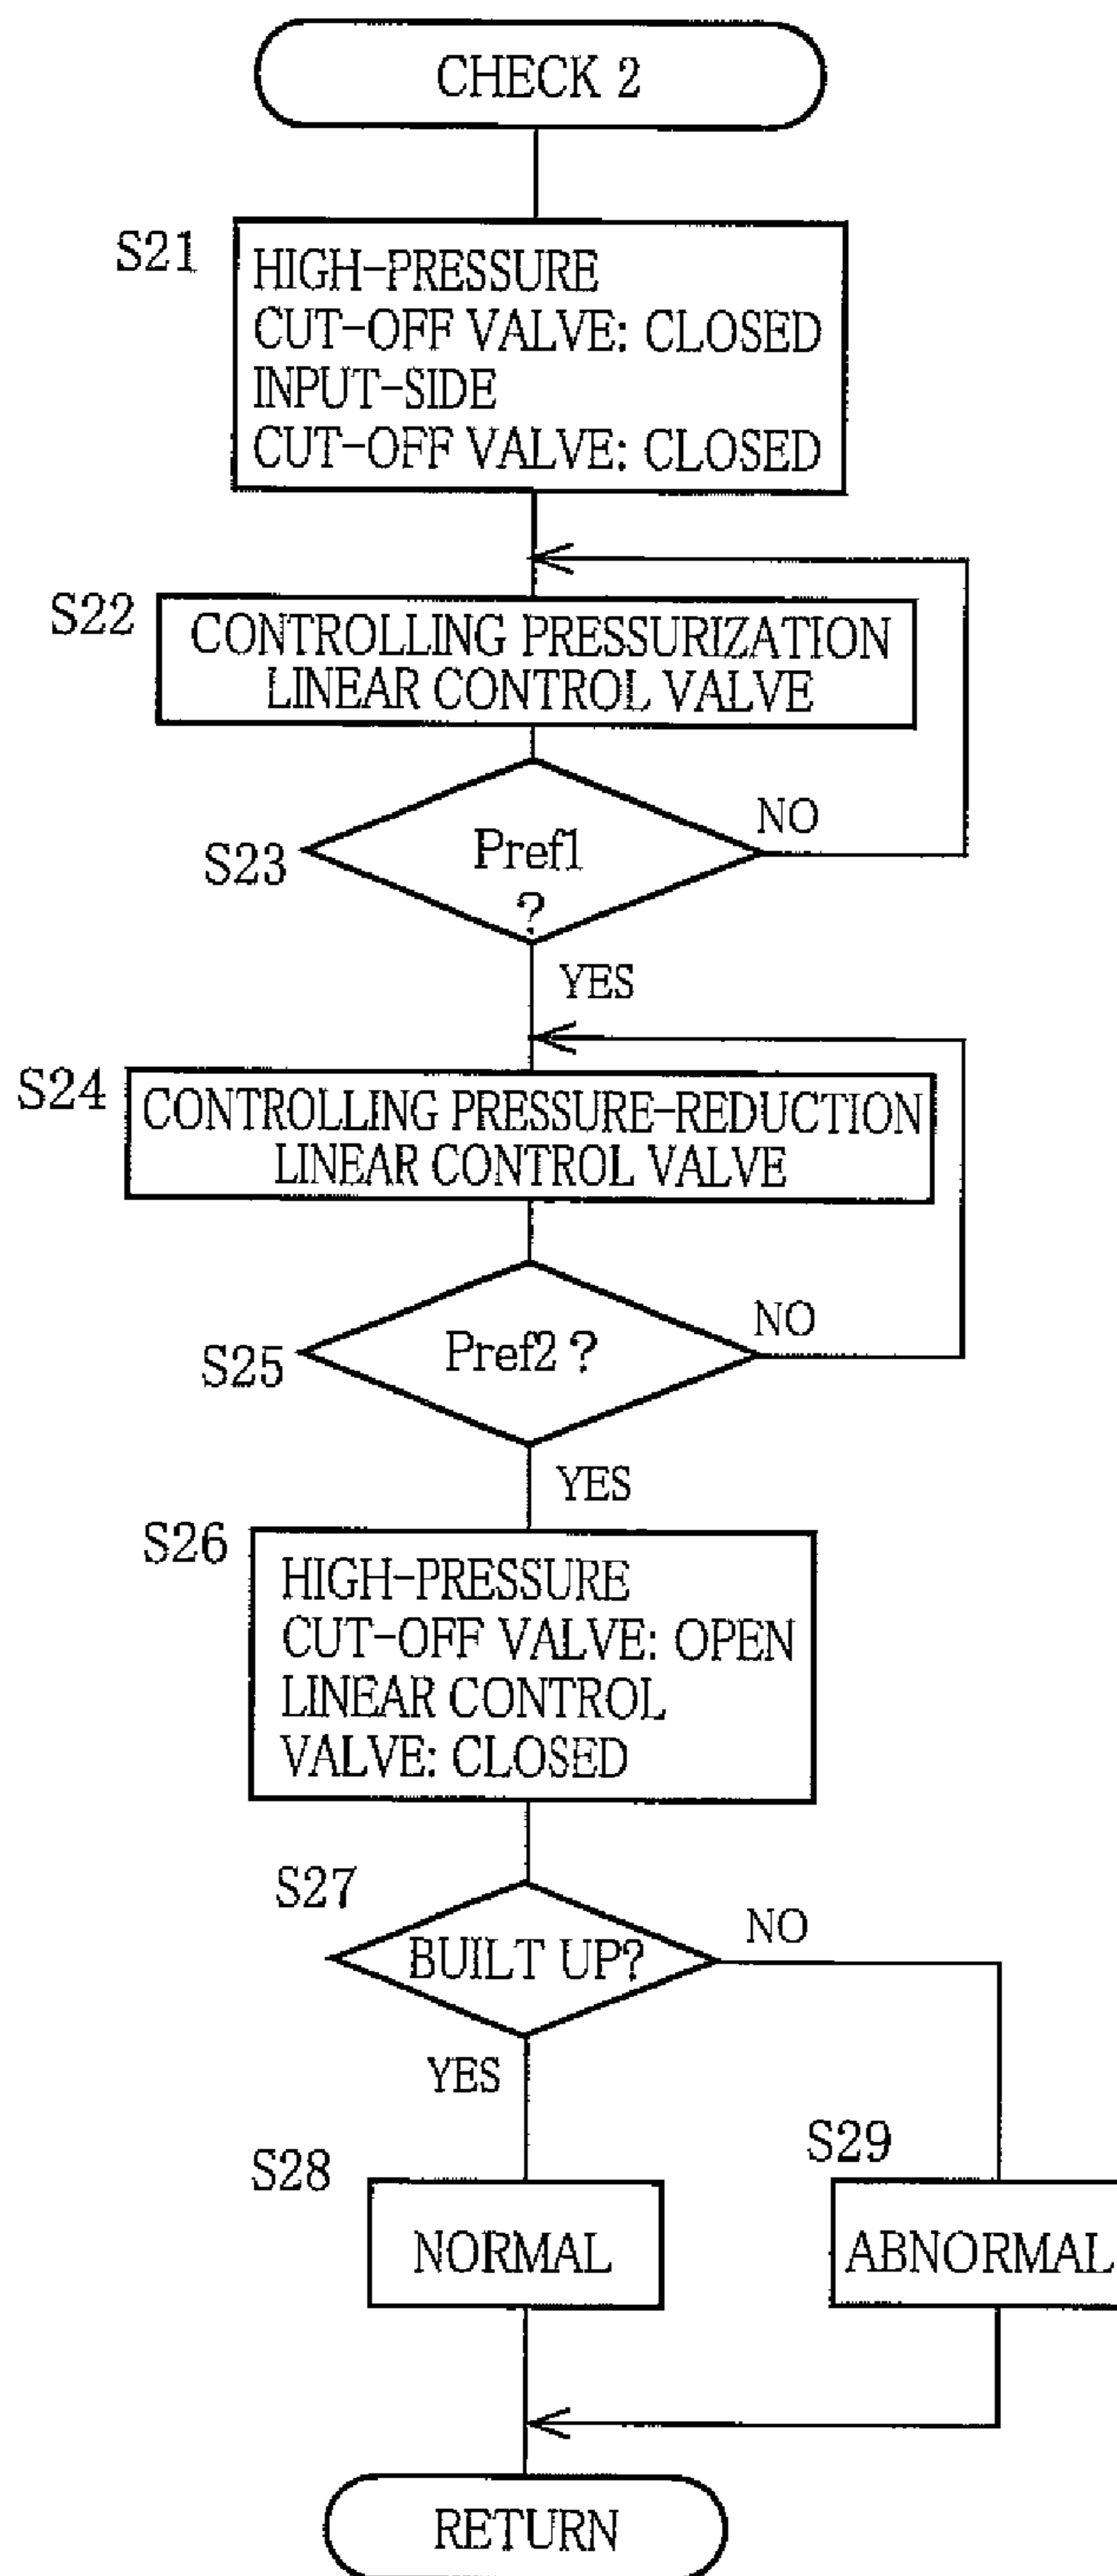 CHECK 2
S21
HIGH-PRESSURE
CUT-OFF VALVE: CLOSED
INPUT-SIDE
CUT-OFF VALVE: CLOSED
S22
CONTROLLING PRESSURIZATION
LINEAR CONTROL VALVE
S23
Pref1
?
NO
YES
S24
CONTROLLING PRESSURE-REDUCTION
LINEAR CONTROL VALVE
S25
Pref2 ?
NO
YES
S26
HIGH-PRESSURE
CUT-OFF VALVE: OPEN
LINEAR CONTROL
VALVE: CLOSED
S27
BUILT UP?
NO
YES
S28
NORMAL
S29
ABNORMAL
RETURN